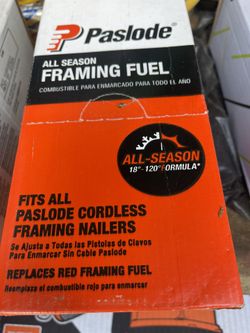 Paslode
ALL SEASON
FRAMING FUEL
COMBUSTIBLE PARA ENMARCADO PARA TODO EL AÑO
ALL-SEASON
18°-120° FORMULA*
FITS ALL
PASLODE CORDLESS
FRAMING NAILERS
Se Ajusta a Todas las Pistolas de Clavos
Para Enmarcar Sin Cable Paslode
REPLACES RED FRAMING FUEL
Reemplaza el combustible rojo para enmarcar